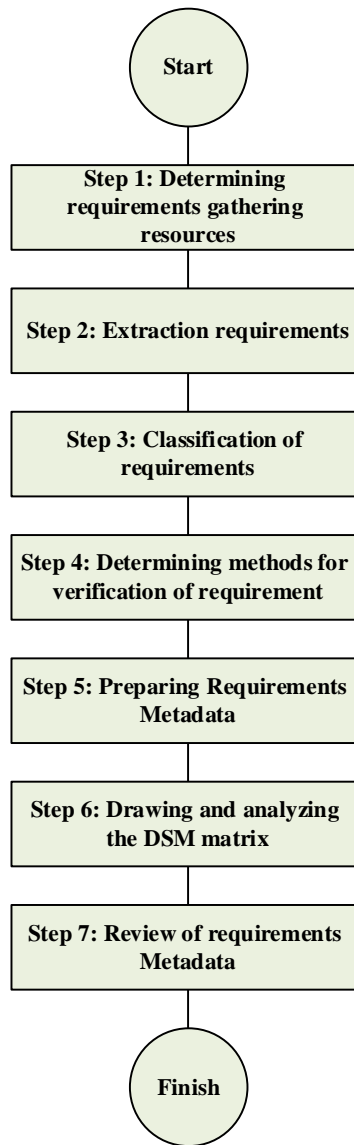 Start
Step 1: Determining
requirements gathering
resources
Step 2: Extraction requirements
Step 3: Classification of
requirements
Step 4: Determining methods for
verification of requirement
Step 5: Preparing Requirements
Metadata
Step 6: Drawing and analyzing
the DSM matrix
Step 7: Review of requirements
Metadata
Finish